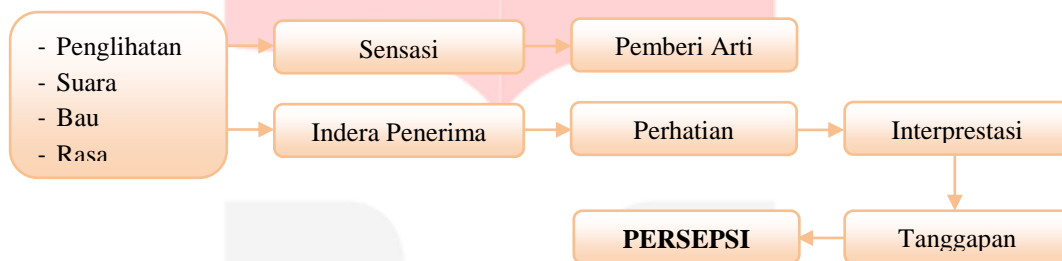 - Penglihatan
- Suara
- Bau
- Rasa
Sensasi
Pemberi Arti
Indera Penerima
Perhatian
Interprestasi
PERSEPSI
Tanggapan